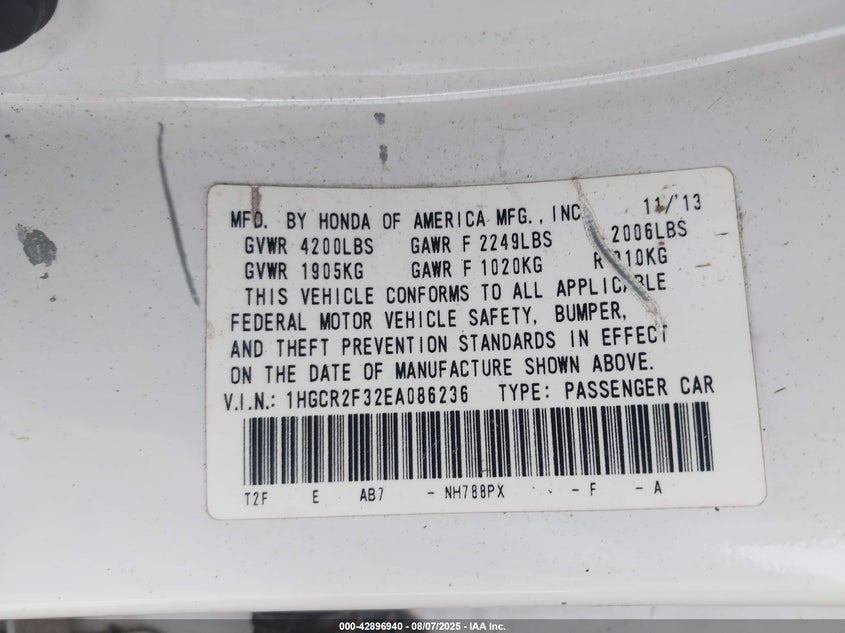 MFD. BY HONDA OF AMERICA MFG., INC 11/'13
GVWR 4200LBS GAWR F 2249LBS 2006LBS
GVWR 1905KG GAWR F 1020KG R 910KG
THIS VEHICLE CONFORMS TO ALL APPLICABLE
FEDERAL MOTOR VEHICLE SAFETY, BUMPER,
AND THEFT PREVENTION STANDARDS IN EFFECT
ON THE DATE OF MANUFACTURE SHOWN ABOVE.
V.I.N.: 1HGCR2F32EA086236 TYPE: PASSENGER CAR
T2F E AB7 - NH788PX - F - A
000-42896940 - 08/07/2025 - IAA Inc.